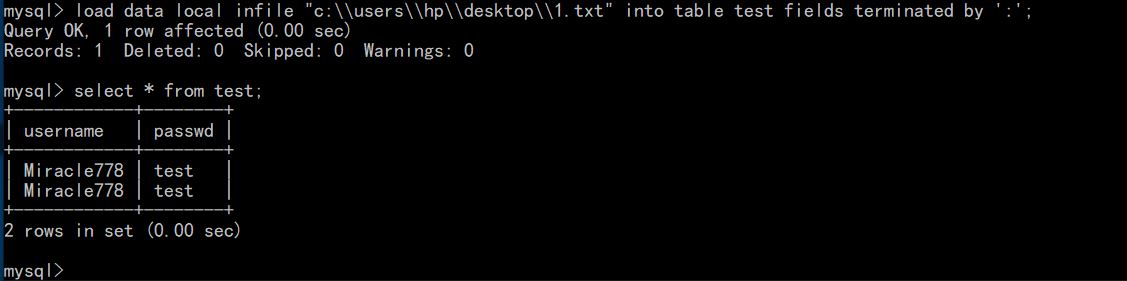 mysql> load data local infile "c:\\users\\hp\\desktop\\1.txt" into table test fields terminated by ':';
Query OK, 1 row affected (0.00 sec)
Records: 1  Deleted: 0  Skipped: 0  Warnings: 0

mysql> select * from test;
+------------+--------+
| username   | passwd |
+------------+--------+
| Miracle778 | test   |
| Miracle778 | test   |
+------------+--------+
2 rows in set (0.00 sec)

mysql>